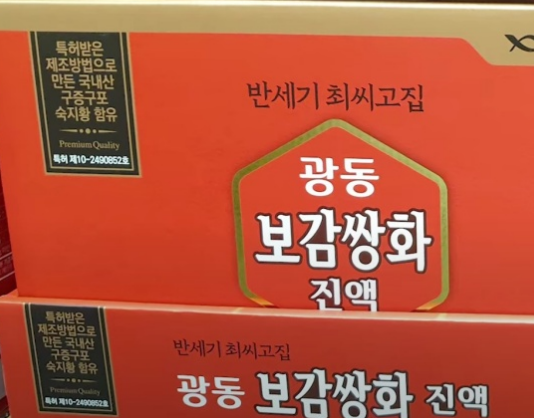 특허받은
제조방법으로
만든 국내산
구증구포
숙지황 함유
Premium Quality
특허 제10-2490852호
반세기 최씨고집
광동
보감쌍화
진액
특허받은
제조방법으로
만든 국내산
구증구포
숙지황 함유
Premium Quality
특허 제10-2490852호
반세기 최씨고집
광동 보감쌍화 진액